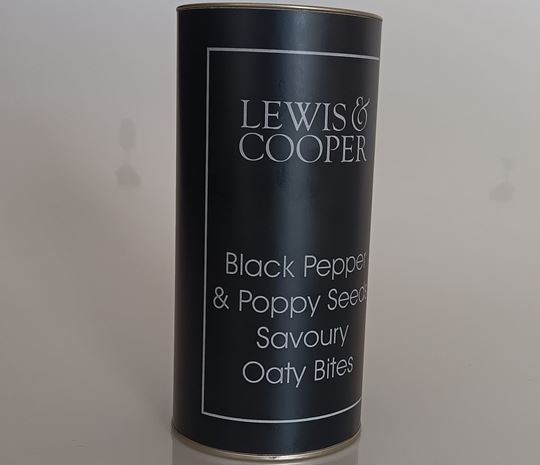 LEWIS &
COOPER
Black Pepper
& Poppy Seeds
Savoury
Oaty Bites